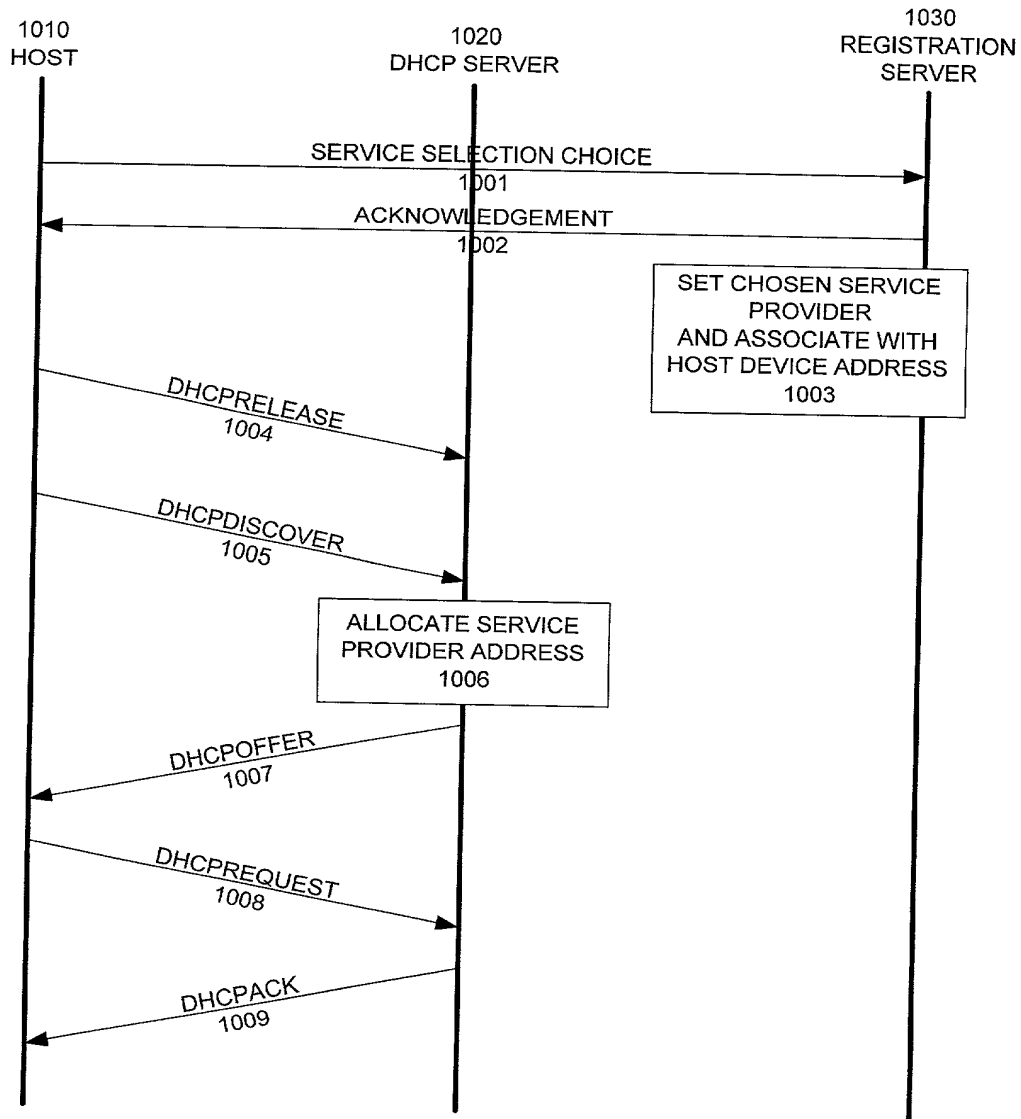 1010
HOST
1020
DHCP SERVER
1030
REGISTRATION
SERVER
SERVICE SELECTION CHOICE
1001
ACKNOWLEDGEMENT
1002
SET CHOSEN SERVICE
PROVIDER
AND ASSOCIATE WITH
HOST DEVICE ADDRESS
1003
DHCPRELEASE
1004
DHCPDISCOVER
1005
ALLOCATE SERVICE
PROVIDER ADDRESS
1006
DHCPOFFER
1007
DHCPREQUEST
1008
DHCPACK
1009